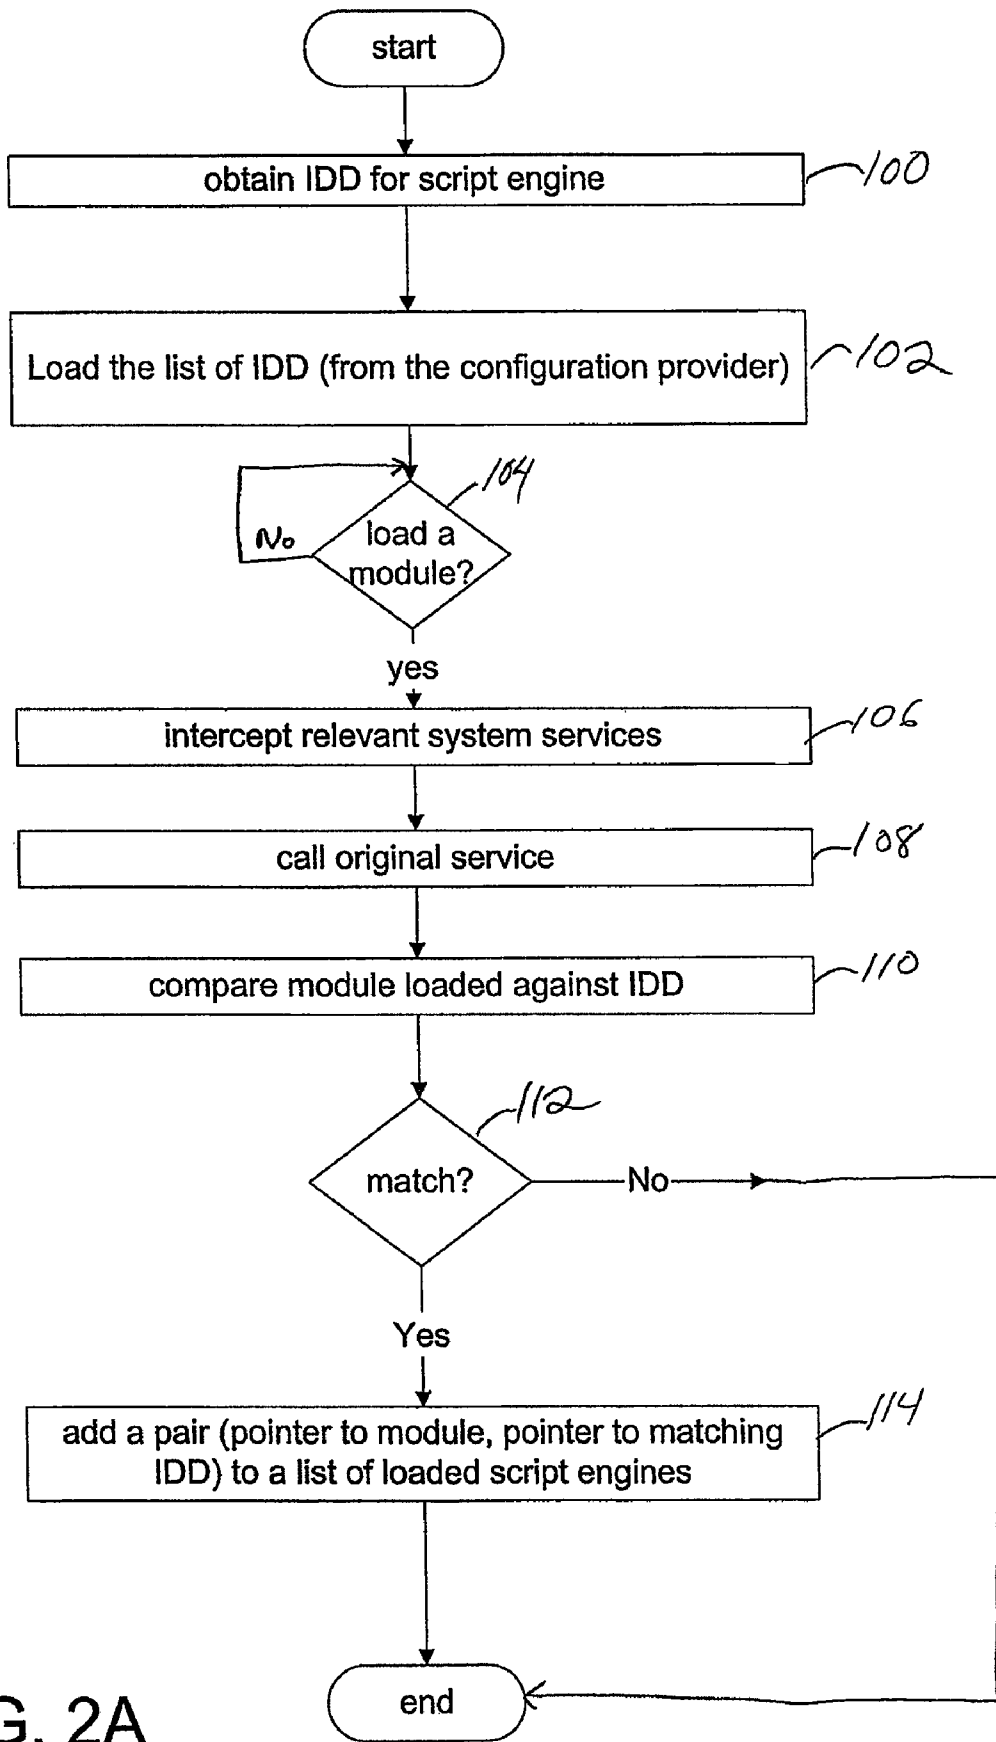 start
obtain IDD for script engine
100
Load the list of IDD (from the configuration provider)
102
104
load a
module?
No
yes
intercept relevant system services
106
call original service
108
compare module loaded against IDD
110
112
match?
No
Yes
add a pair (pointer to module, pointer to matching
IDD) to a list of loaded script engines
114
end
G. 2A